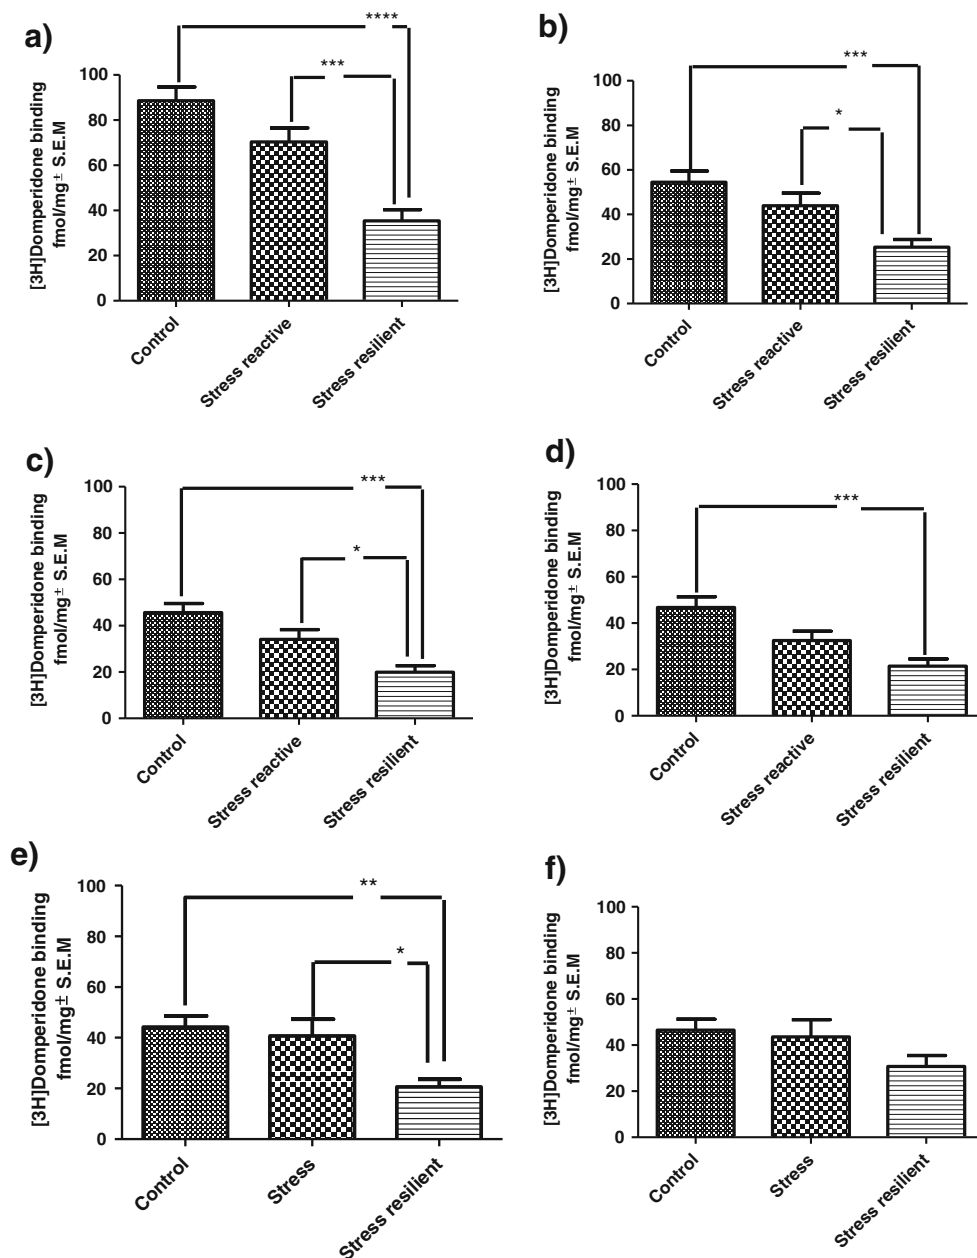 a)
****
***
[3H]Domperidone binding
fmol/mg± S.E.M
100
80
60
40
20
0
Control
Stress reactive
Stress resilient
b)
***
*
[3H]Domperidone binding
fmol/mg± S.E.M
100
80
60
40
20
0
Control
Stress reactive
Stress resilient
c)
***
*
[3H]Domperidone binding
fmol/mg± S.E.M
100
80
60
40
20
0
Control
Stress reactive
Stress resilient
d)
***
[3H]Domperidone binding
fmol/mg± S.E.M
100
80
60
40
20
0
Control
Stress reactive
Stress resilient
e)
**
*
[3H]Domperidone binding
fmol/mg± S.E.M
100
80
60
40
20
0
Control
Stress
Stress resilient
f)
[3H]Domperidone binding
fmol/mg± S.E.M
100
80
60
40
20
0
Control
Stress
Stress resilient